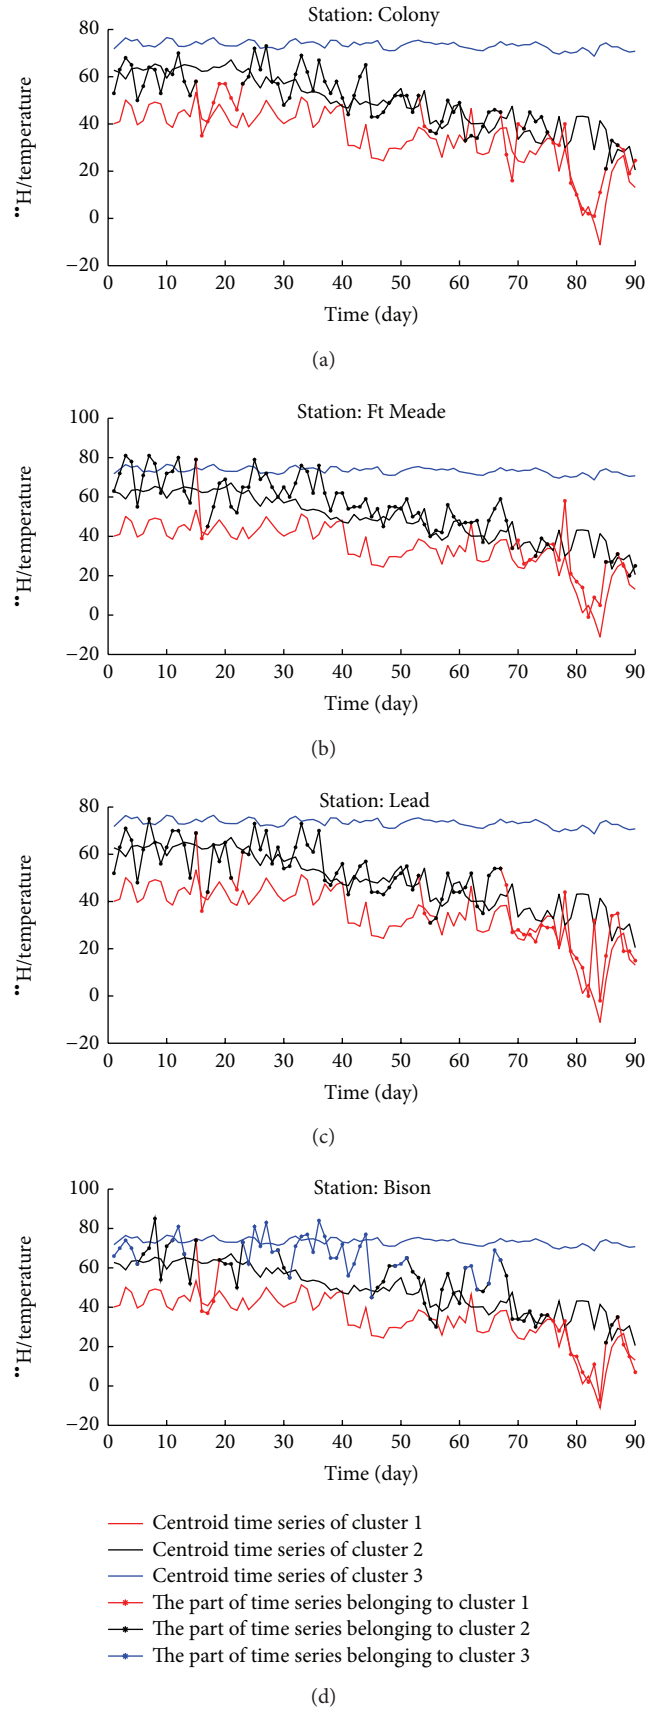 Station: Colony
80
60
40
20
0
−20
••H/temperature
0 10 20 30 40 50 60 70 80 90
Time (day)
(a)
Station: Ft Meade
100
80
60
40
20
0
−20
••H/temperature
0 10 20 30 40 50 60 70 80 90
Time (day)
(b)
Station: Lead
80
60
40
20
0
−20
••H/temperature
0 10 20 30 40 50 60 70 80 90
Time (day)
(c)
Station: Bison
100
80
60
40
20
0
−20
••H/temperature
0 10 20 30 40 50 60 70 80 90
Time (day)
Centroid time series of cluster 1
Centroid time series of cluster 2
Centroid time series of cluster 3
The part of time series belonging to cluster 1
The part of time series belonging to cluster 2
The part of time series belonging to cluster 3
(d)